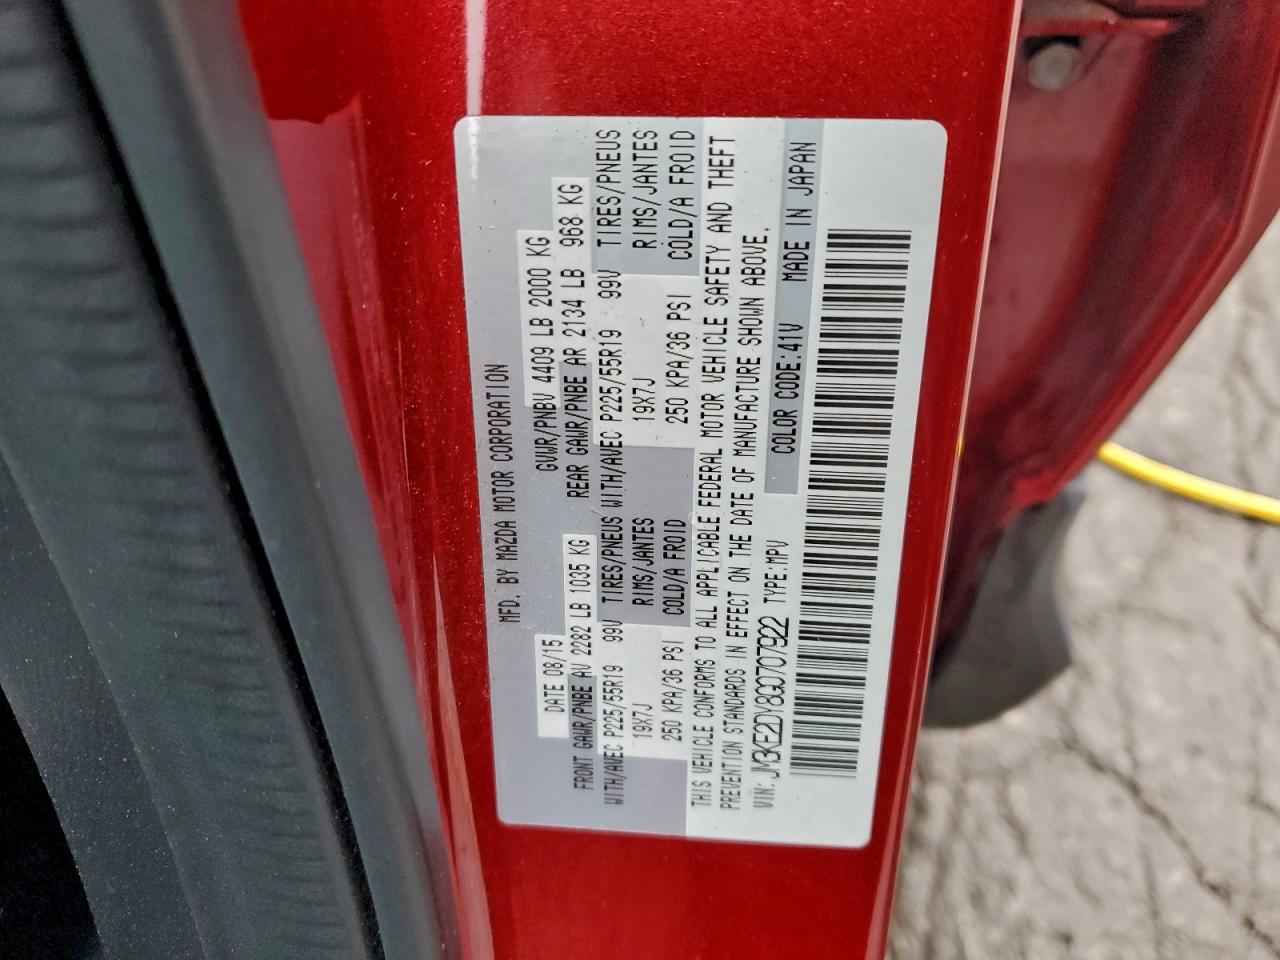 MFD. BY MAZDA MOTOR CORPORATION
DATE 08/15 GVWR/PNBV 4409 LB 2000 KG
FRONT GAWR/PNBE AV 2282 LB 1035 KG REAR GAWR/PNBE AR 2134 LB 968 KG
WITH/AVEC P225/55R19 99V TIRES/PNEUS WITH/AVEC P225/55R19 99V TIRES/PNEUS
19X7J RIMS/JANTES 19X7J RIMS/JANTES
250 KPA/36 PSI COLD/A FROID 250 KPA/36 PSI COLD/A FROID
THIS VEHICLE CONFORMS TO ALL APPLICABLE FEDERAL MOTOR VEHICLE SAFETY AND THEFT
PREVENTION STANDARDS IN EFFECT ON THE DATE OF MANUFACTURE SHOWN ABOVE.
VIN: JM3KE2DY8G0707922 TYPE:MPV COLOR CODE:41V MADE IN JAPAN